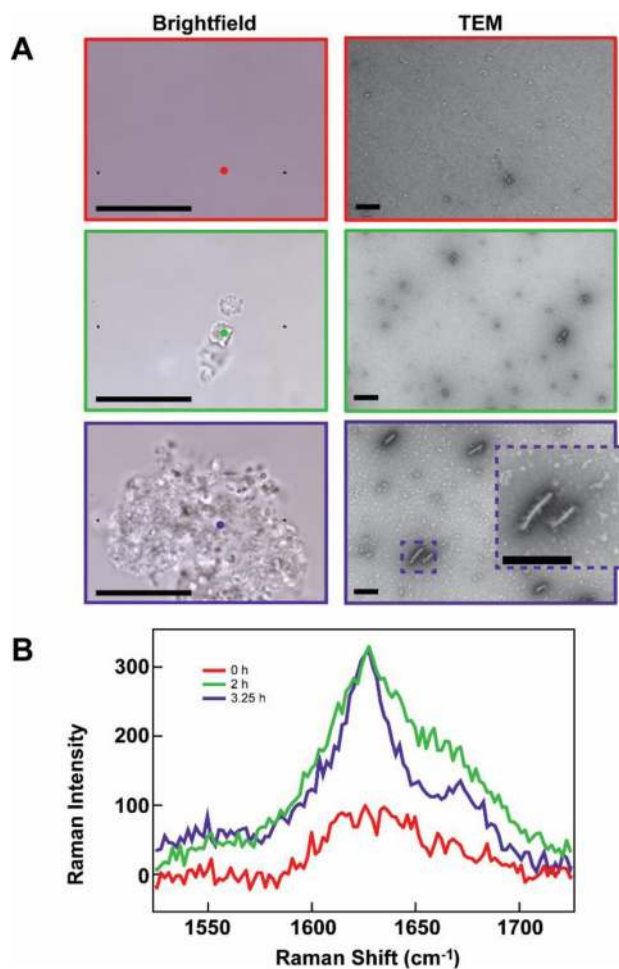 Brightfield TEM
A
B
300
200
100
0
0 h
2 h
3.25 h
Raman Intensity
1550 1600 1650 1700
Raman Shift (cm⁻¹)